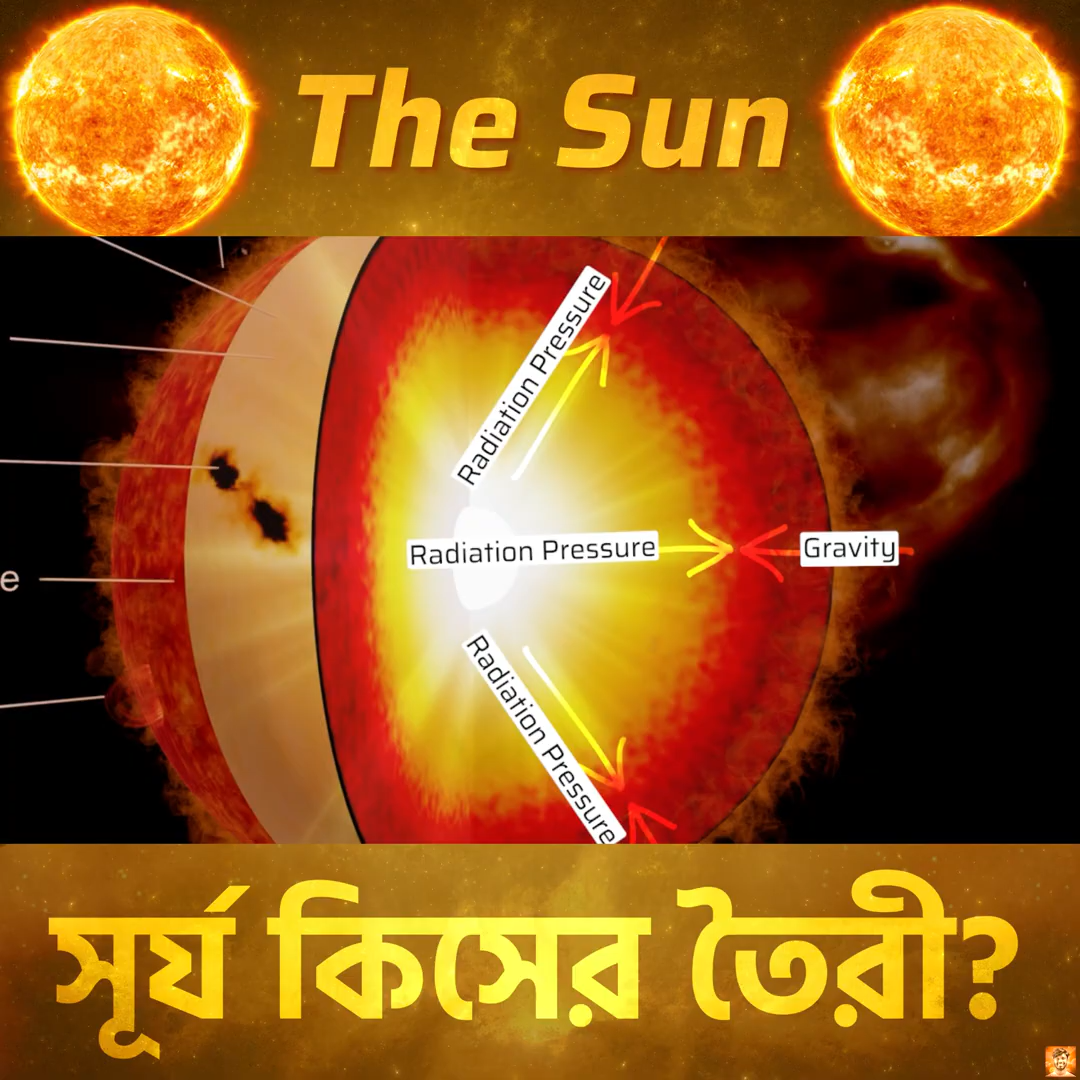 The Sun
Radiation Pressure
Radiation Pressure
Gravity
e
Radiation Pressure
সূর্য কিসের তৈরী?